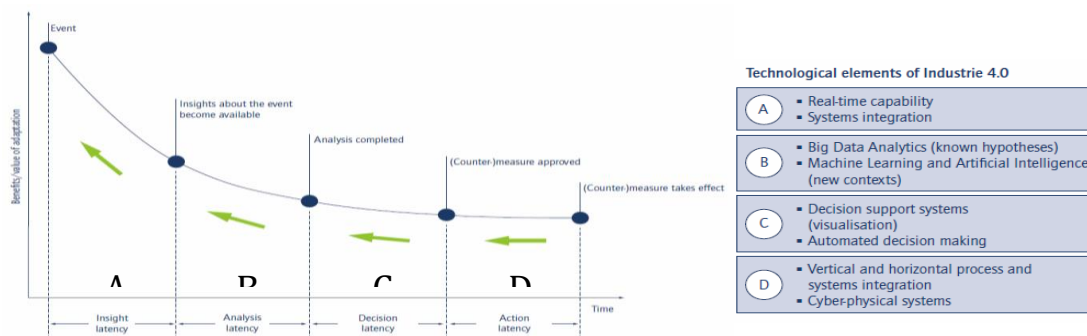 Event
Insights about the event
become available
Analysis completed
(Counter-)measure approved
(Counter-)measure takes effect
Benefits/value of adaptation
A
B
C
D
Time
Insight
latency
Analysis
latency
Decision
latency
Action
latency
Technological elements of Industrie 4.0
A
▪ Real-time capability
▪ Systems integration
B
▪ Big Data Analytics (known hypotheses)
▪ Machine Learning and Artificial Intelligence
(new contexts)
C
▪ Decision support systems
(visualisation)
▪ Automated decision making
D
▪ Vertical and horizontal process and
systems integration
▪ Cyber-physical systems